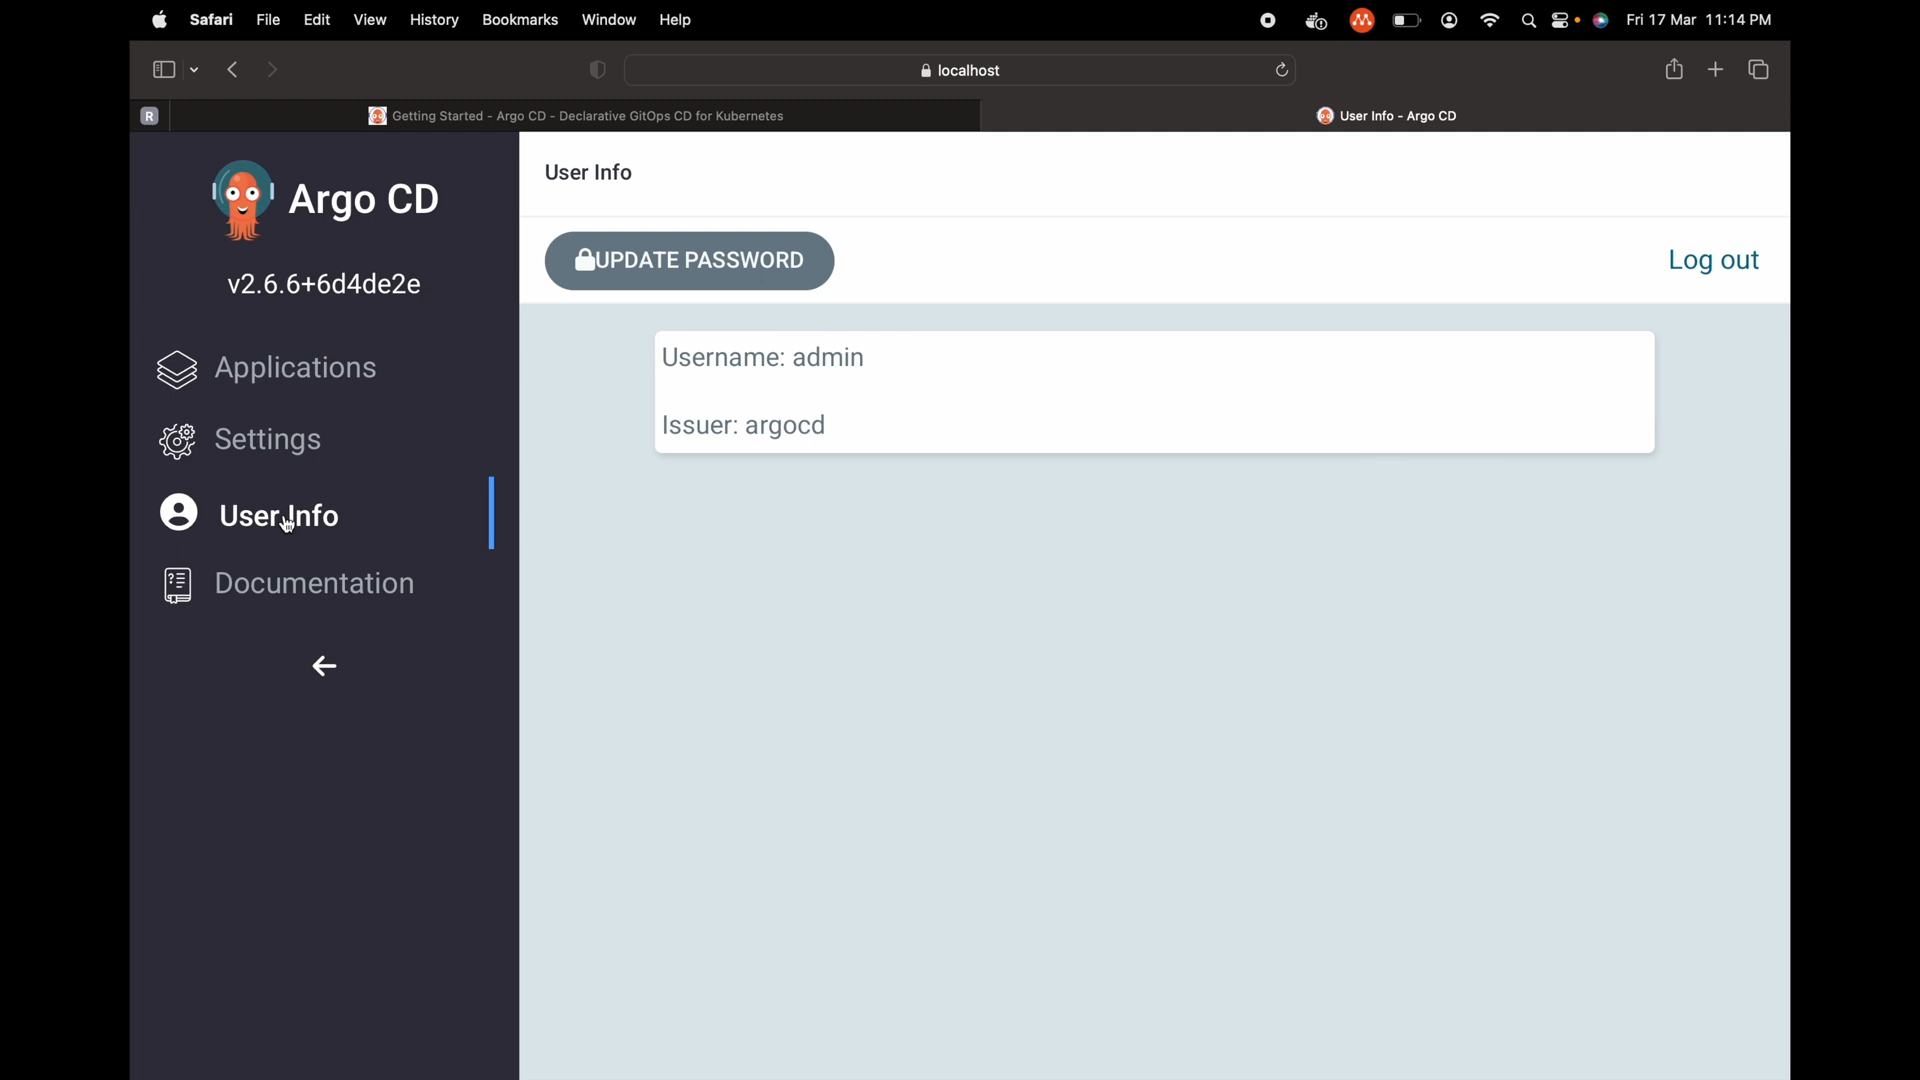 Safari File Edit View History Bookmarks Window Help Fri 17 Mar 11:14 PM
localhost
R Getting Started - Argo CD - Declarative GitOps CD for Kubernetes User Info - Argo CD
Argo CD
v2.6.6+6d4de2e
Applications
Settings
User Info
Documentation
User Info
UPDATE PASSWORD
Log out
Username: admin
Issuer: argocd